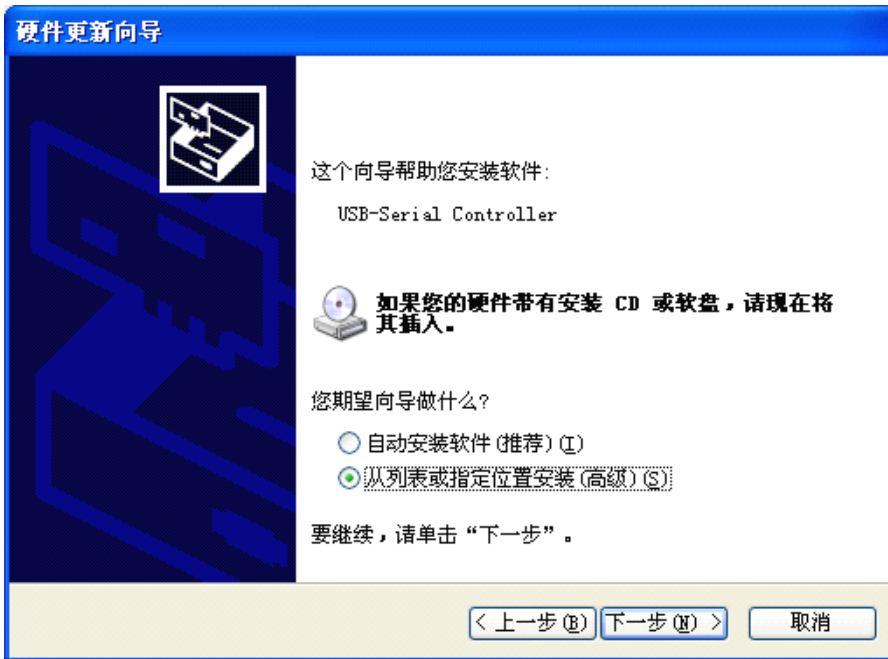 硬件更新向导
这个向导帮助您安装软件:
USB-Serial Controller
如果您的硬件带有安装 CD 或软盘，请现在将
其插入。
您期望向导做什么?
自动安装软件(推荐)(I)
从列表或指定位置安装(高级)(S)
要继续，请单击“下一步”。
< 上一步(B) 下一步(N) > 取消